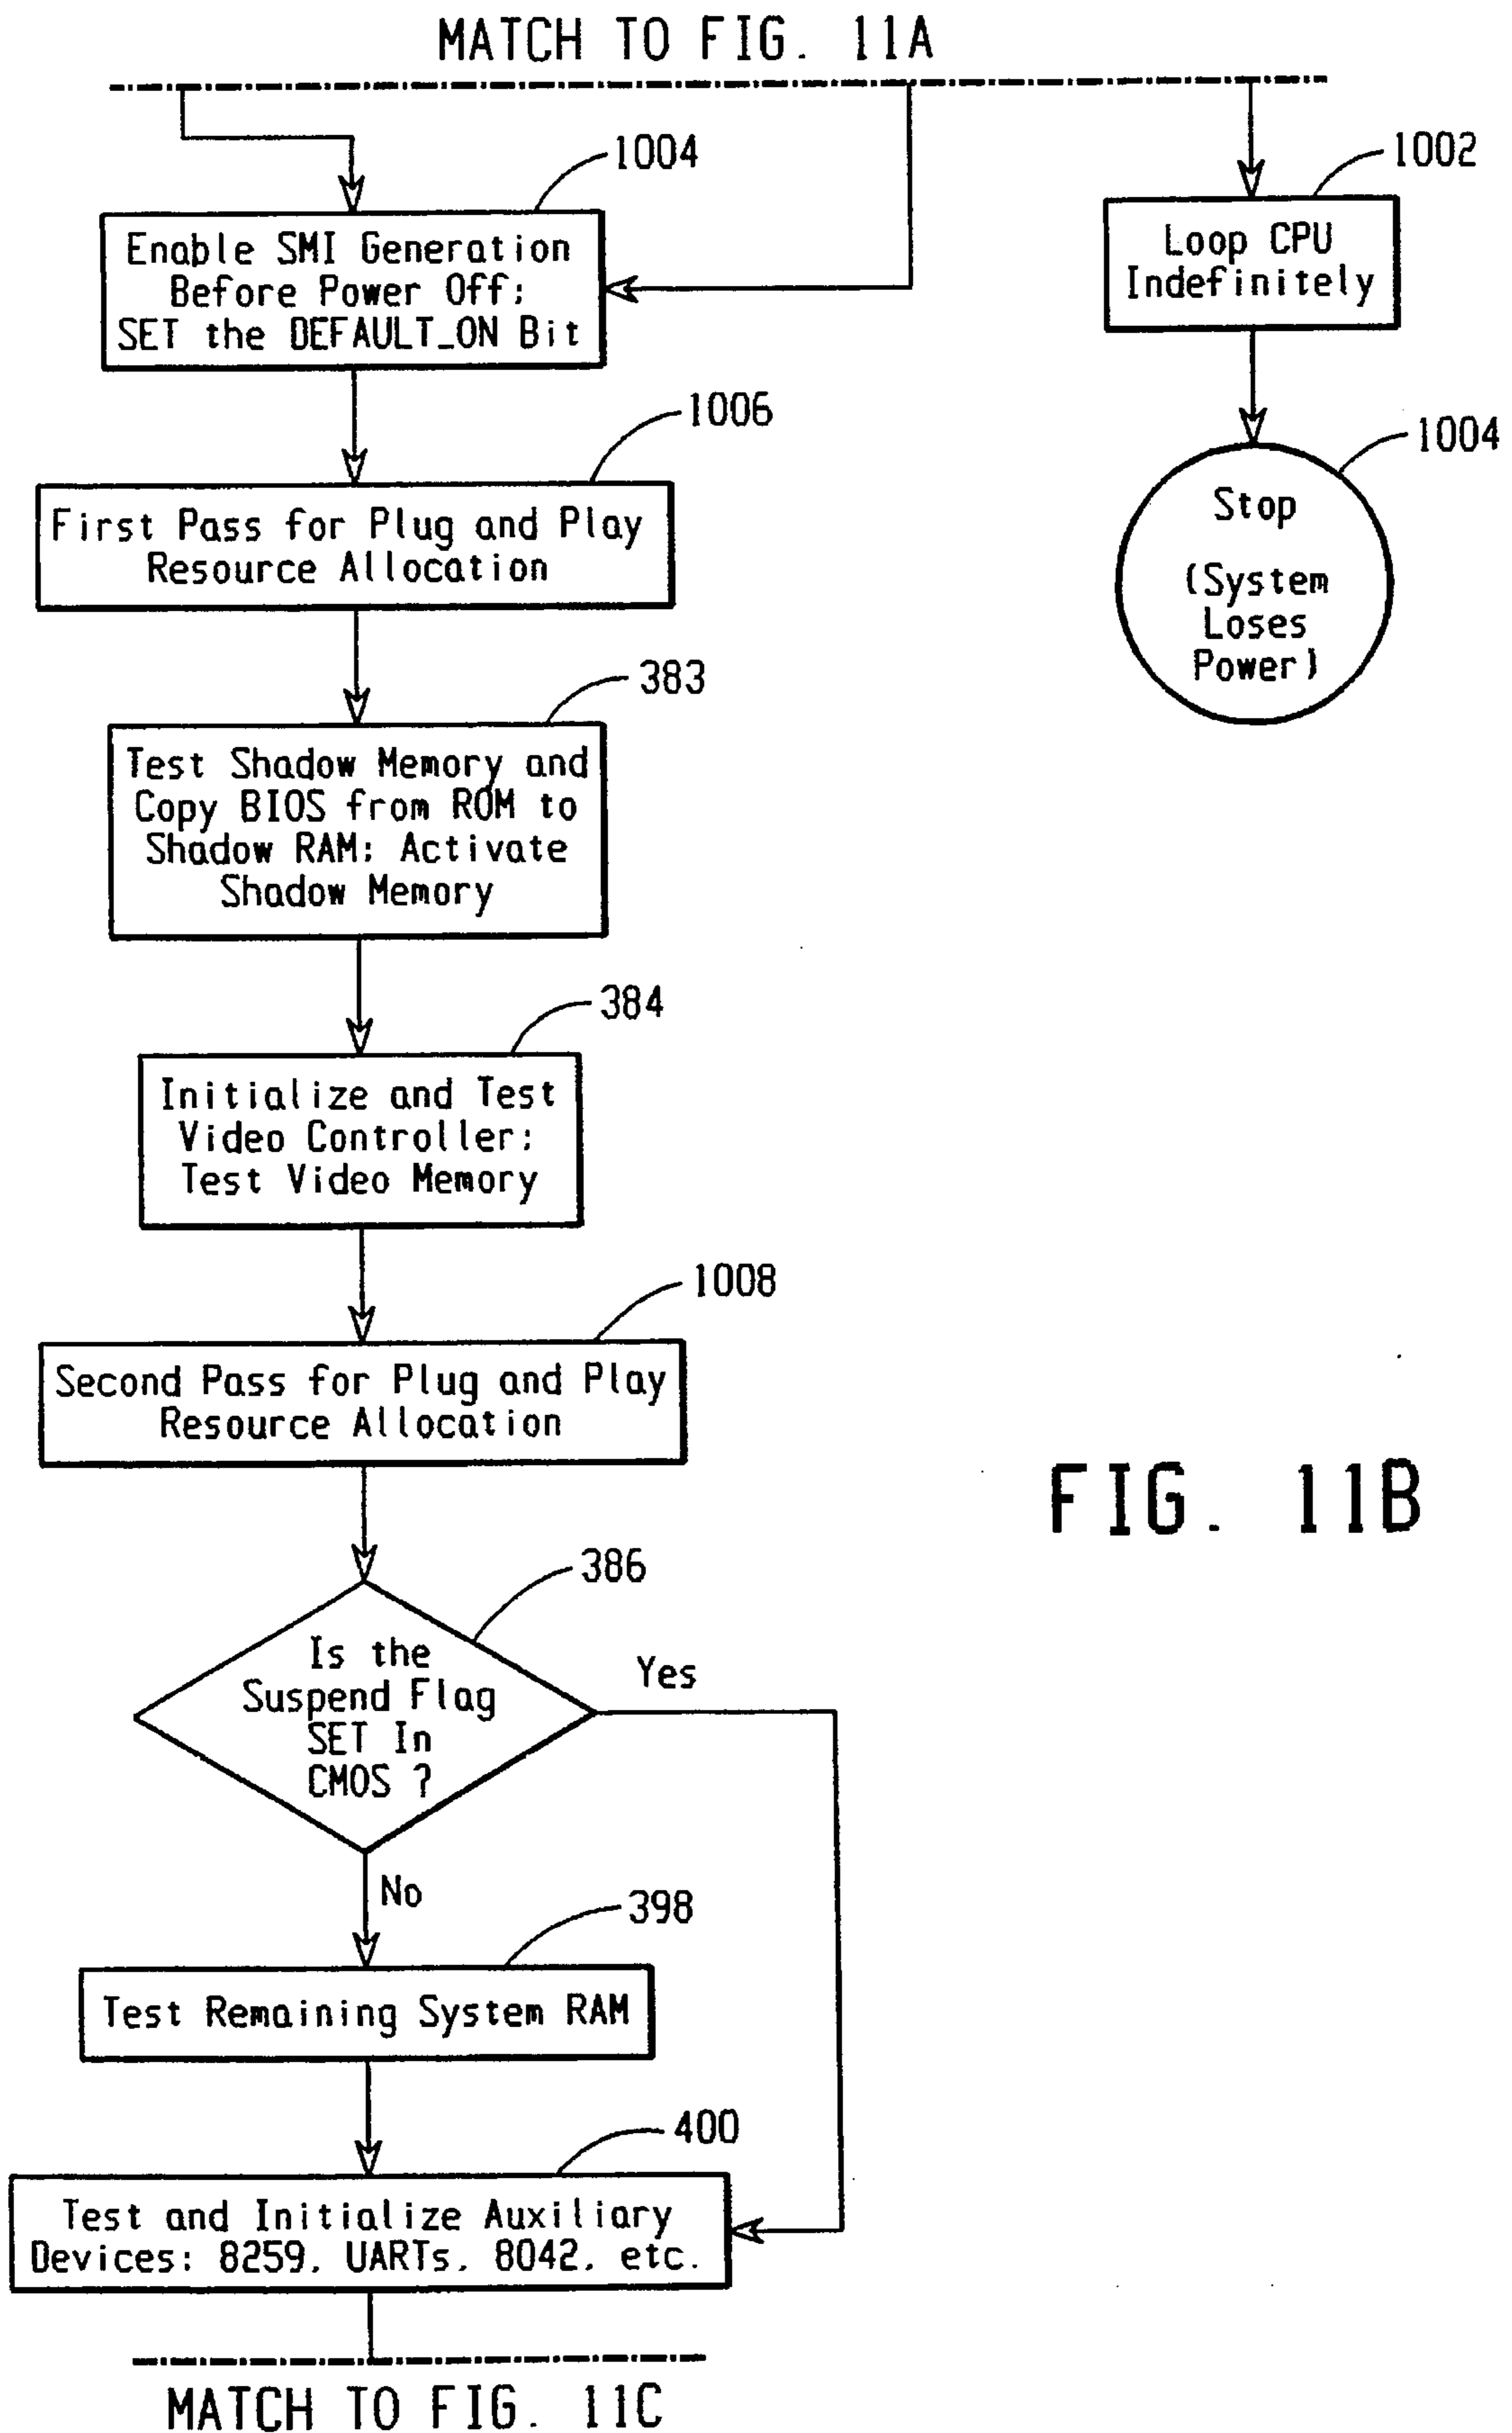 MATCH TO FIG. 11A
1004
Enable SMI Generation
Before Power Off;
SET the DEFAULT_ON Bit
1002
Loop CPU
Indefinitely
1004
Stop
(System
Loses
Power)
1006
First Pass for Plug and Play
Resource Allocation
383
Test Shadow Memory and
Copy BIOS from ROM to
Shadow RAM; Activate
Shadow Memory
384
Initialize and Test
Video Controller;
Test Video Memory
1008
Second Pass for Plug and Play
Resource Allocation
FIG. 11B
386
Is the
Suspend Flag
SET In
CMOS ?
Yes
No
398
Test Remaining System RAM
400
Test and Initialize Auxiliary
Devices: 8259, UARTs, 8042, etc.
MATCH TO FIG. 11C